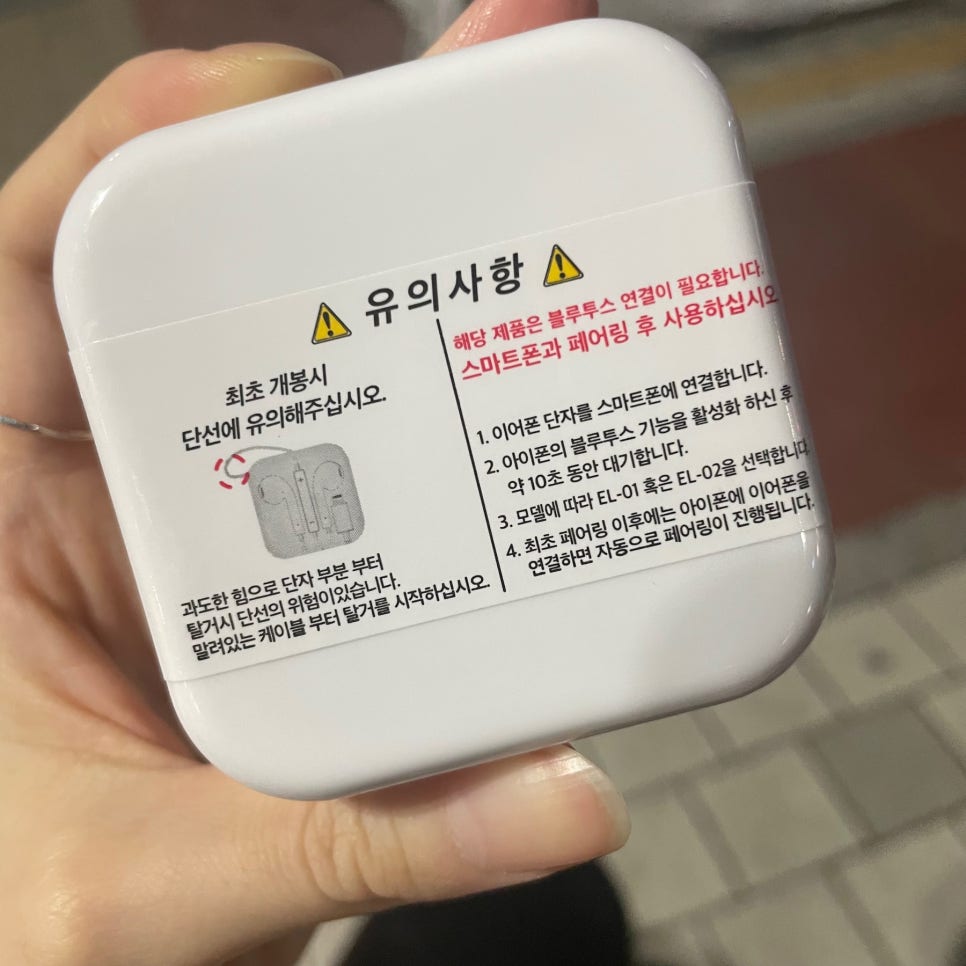 유의사항
최초 개봉시
단선에 유의해주십시오.
과도한 힘으로 단자 부분 부터
탈거시 단선의 위험이있습니다.
말려있는 케이블 부터 탈거를 시작하십시오.
해당 제품은 블루투스 연결이 필요합니다.
스마트폰과 페어링 후 사용하십시오
1. 이어폰 단자를 스마트폰에 연결합니다.
2. 아이폰의 블루투스 기능을 활성화 하신 후
약 10초 동안 대기합니다.
3. 모델에 따라 EL-01 혹은 EL-02을 선택합니다.
4. 최초 페어링 이후에는 아이폰에 이어폰을
연결하면 자동으로 페어링이 진행됩니다.